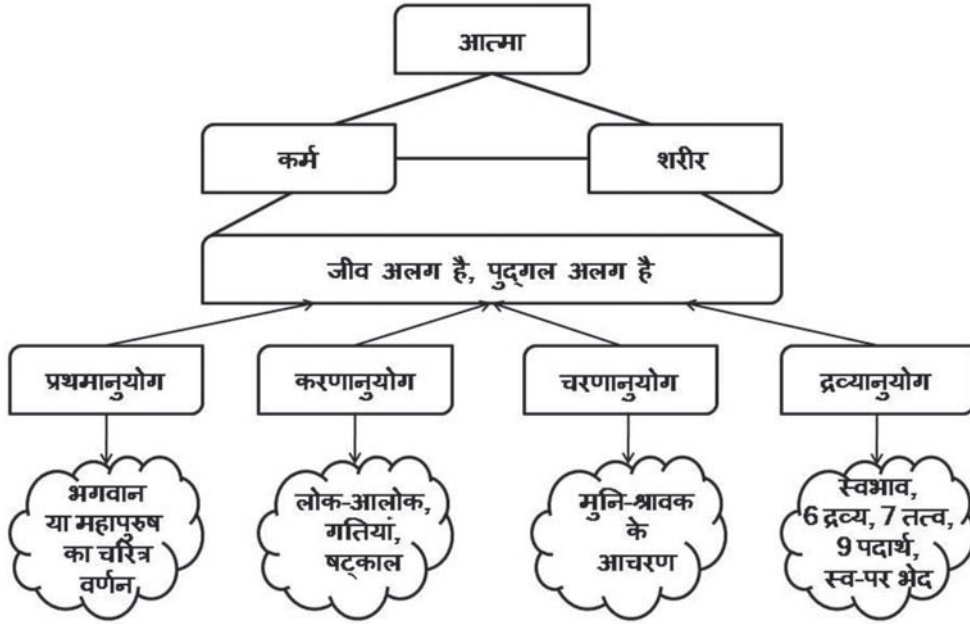 आत्मा
कर्म
शरीर
जीव अलग है, पुद्‌गल अलग है
प्रथमानुयोग
करणानुयोग
चरणानुयोग
द्रव्यानुयोग
भगवान
या महापुरुष
का चरित्र
वर्णन
लोक-आलोक,
गतियां,
षट्काल
मुनि-श्रावक
के
आचरण
स्वभाव,
6 द्रव्य, 7 तत्व,
9 पदार्थ,
स्व-पर भेद